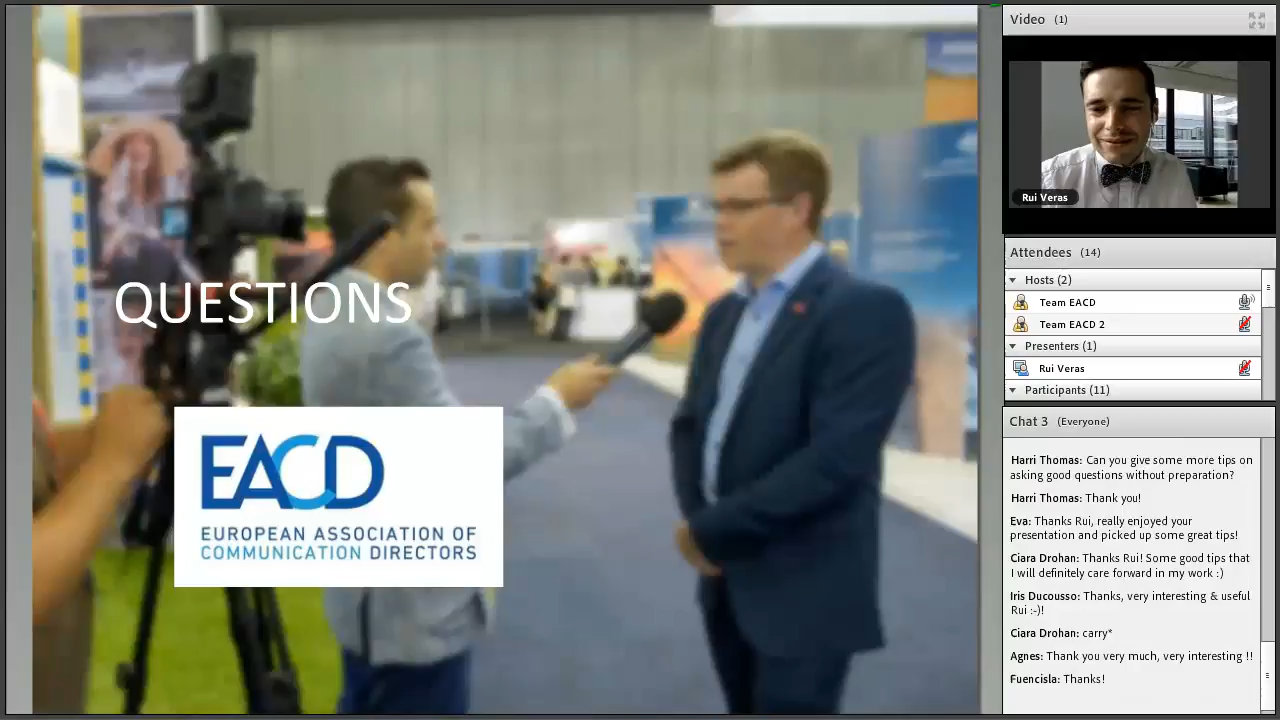 QUESTIONS
EACD
EUROPEAN ASSOCIATION OF
COMMUNICATION DIRECTORS
Video (1)
Rui Veras
Attendees (14)
Hosts (2)
Team EACD
Team EACD 2
Presenters (1)
Rui Veras
Participants (11)
Chat 3 (Everyone)
Harri Thomas: Can you give some more tips on
asking good questions without preparation?
Harri Thomas: Thank you!
Eva: Thanks Rui, really enjoyed your
presentation and picked up some great tips!
Ciara Drohan: Thanks Rui! Some good tips that
I will definitely care forward in my work :)
Iris Ducousso: Thanks, very interesting & useful
Rui :-)!
Ciara Drohan: carry*
Agnes: Thank you very much, very interesting !!
Fuencisla: Thanks!